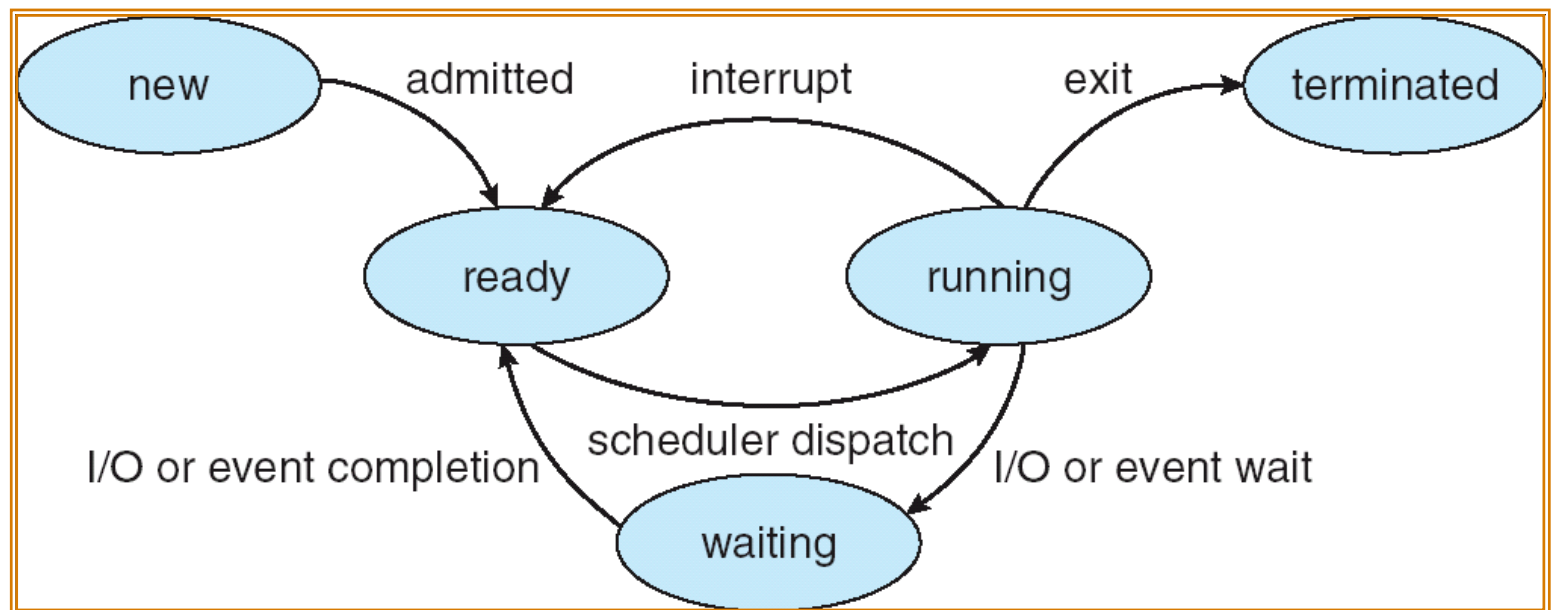 new
admitted
interrupt
exit
terminated
ready
running
scheduler dispatch
I/O or event completion
I/O or event wait
waiting